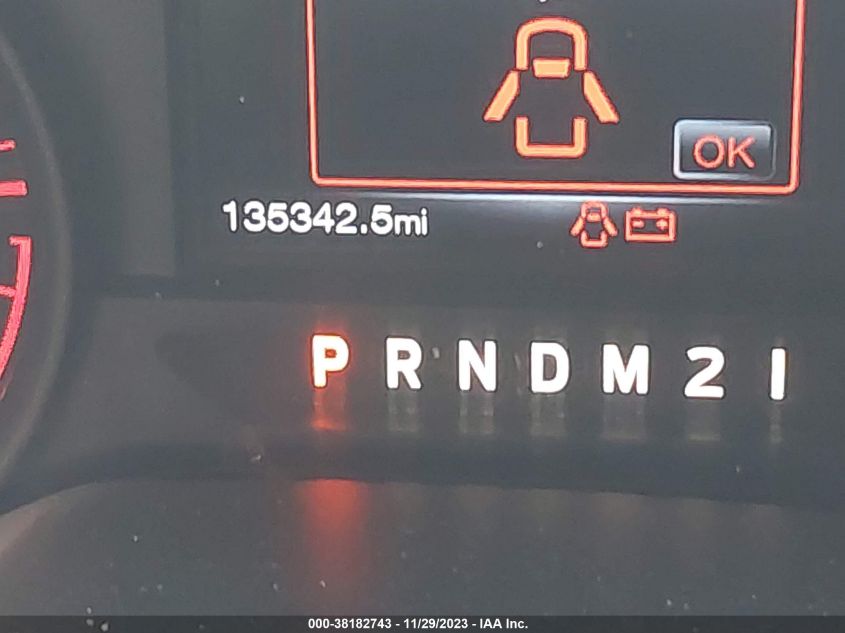 OK
135342.5mi
P R N D M 2 1
000-38182743 - 11/29/2023 - IAA Inc.